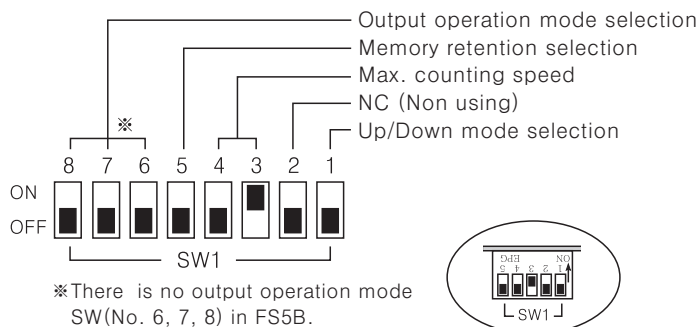 Output operation mode selection
Memory retention selection
Max. counting speed
NC (Non using)
Up/Down mode selection
※
8 7 6 5 4 3 2 1
ON
OFF
SW1
※There is no output operation mode
SW(No. 6, 7, 8) in FS5B.
EPG ON
5 4 3 2 1
SW1